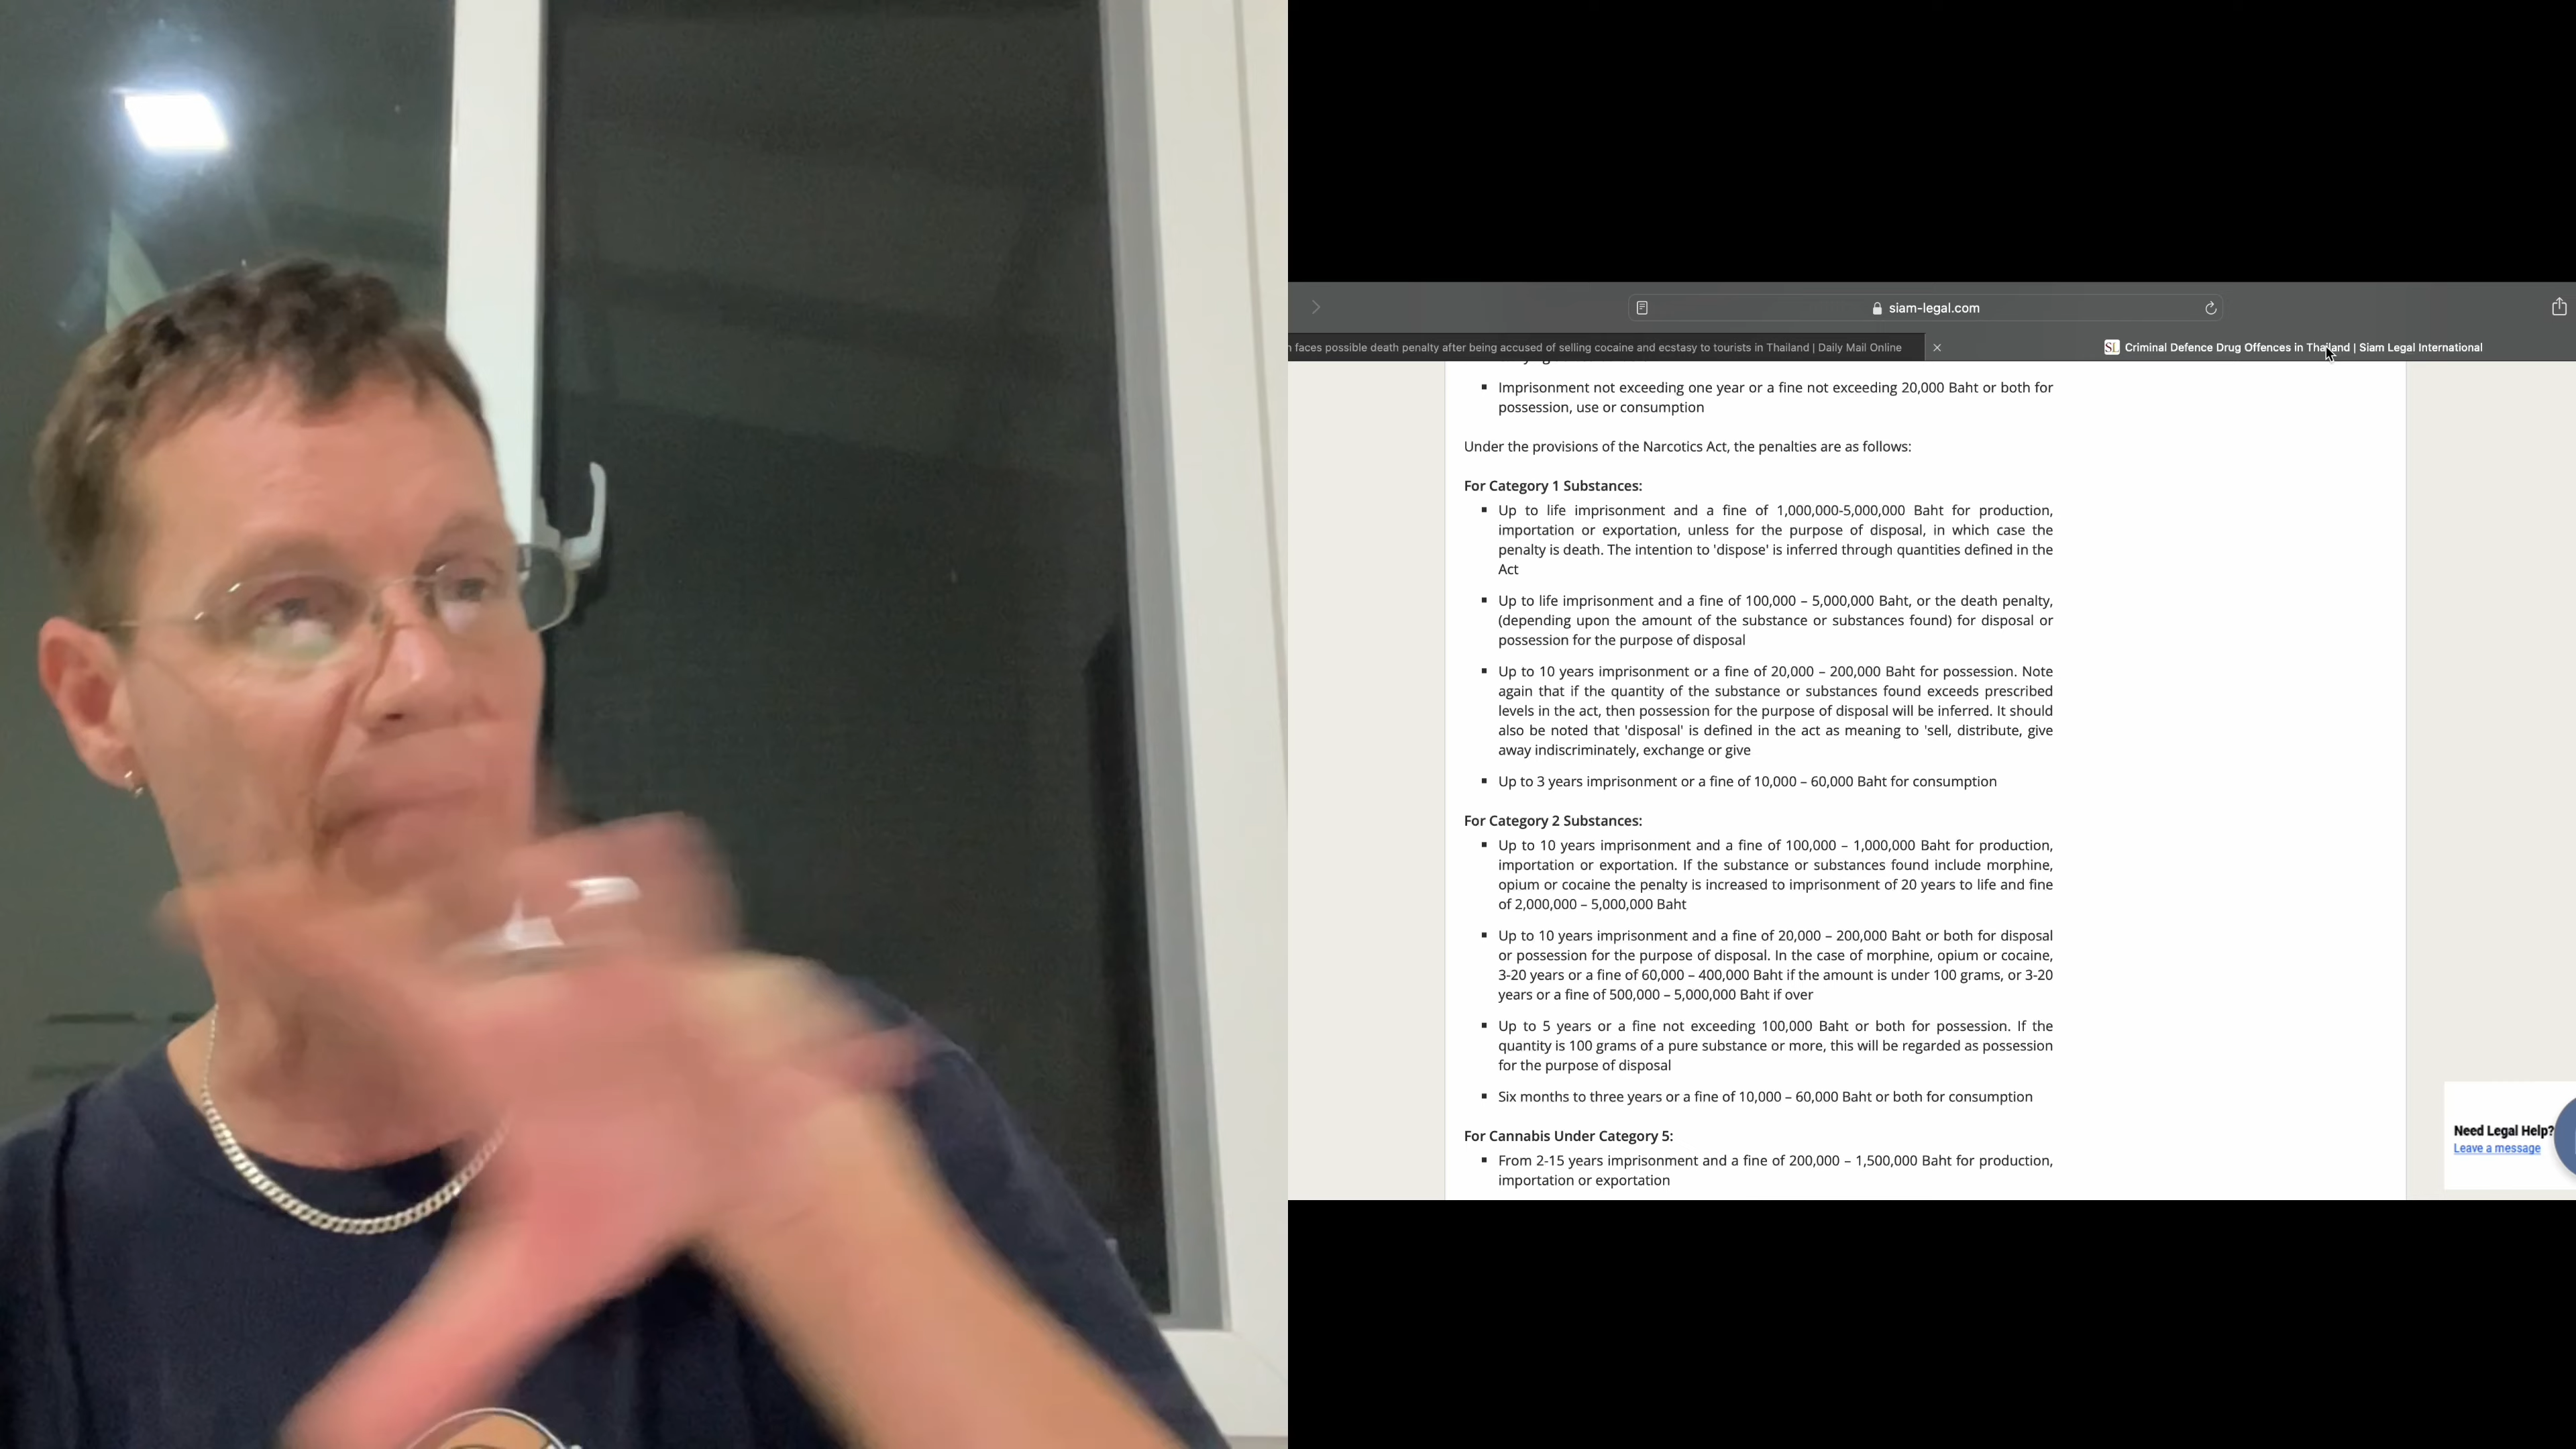 siam-legal.com
faces possible death penalty after being accused of selling cocaine and ecstasy to tourists in Thailand | Daily Mail Online
SL Criminal Defence Drug Offences in Thailand | Siam Legal International
Imprisonment not exceeding one year or a fine not exceeding 20,000 Baht or both for
possession, use or consumption
Under the provisions of the Narcotics Act, the penalties are as follows:
For Category 1 Substances:
Up to life imprisonment and a fine of 1,000,000-5,000,000 Baht for production,
importation or exportation, unless for the purpose of disposal, in which case the
penalty is death. The intention to 'dispose' is inferred through quantities defined in the
Act
Up to life imprisonment and a fine of 100,000 – 5,000,000 Baht, or the death penalty,
(depending upon the amount of the substance or substances found) for disposal or
possession for the purpose of disposal
Up to 10 years imprisonment or a fine of 20,000 – 200,000 Baht for possession. Note
again that if the quantity of the substance or substances found exceeds prescribed
levels in the act, then possession for the purpose of disposal will be inferred. It should
also be noted that 'disposal' is defined in the act as meaning to 'sell, distribute, give
away indiscriminately, exchange or give
Up to 3 years imprisonment or a fine of 10,000 – 60,000 Baht for consumption
For Category 2 Substances:
Up to 10 years imprisonment and a fine of 100,000 – 1,000,000 Baht for production,
importation or exportation. If the substance or substances found include morphine,
opium or cocaine the penalty is increased to imprisonment of 20 years to life and fine
of 2,000,000 – 5,000,000 Baht
Up to 10 years imprisonment and a fine of 20,000 – 200,000 Baht or both for disposal
or possession for the purpose of disposal. In the case of morphine, opium or cocaine,
3-20 years or a fine of 60,000 – 400,000 Baht if the amount is under 100 grams, or 3-20
years or a fine of 500,000 – 5,000,000 Baht if over
Up to 5 years or a fine not exceeding 100,000 Baht or both for possession. If the
quantity is 100 grams of a pure substance or more, this will be regarded as possession
for the purpose of disposal
Six months to three years or a fine of 10,000 – 60,000 Baht or both for consumption
For Cannabis Under Category 5:
From 2-15 years imprisonment and a fine of 200,000 – 1,500,000 Baht for production,
importation or exportation
Need Legal Help?
Leave a message